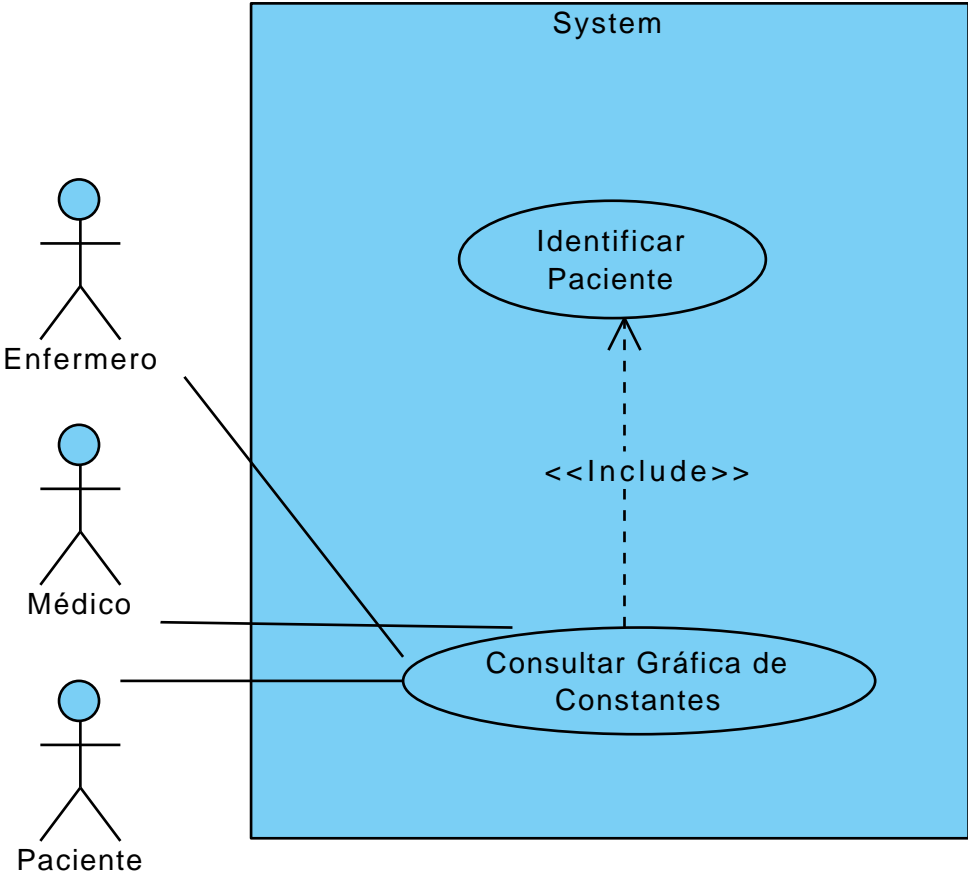 System
Identificar
Paciente
Enfermero
<<Include>>
Médico
Consultar Gráfica de
Constantes
Paciente